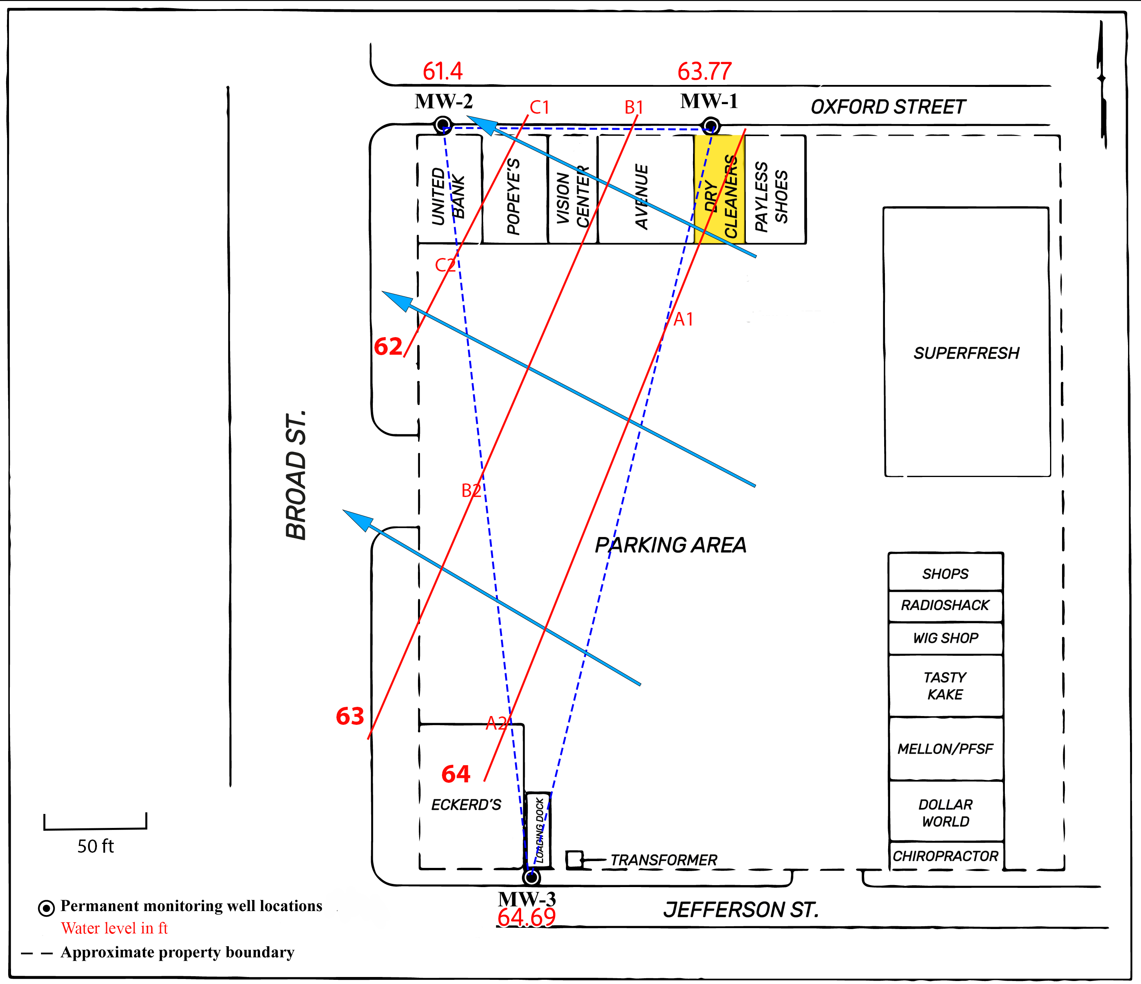 61.4
63.77
MW-2
C1
B1
MW-1
OXFORD STREET
UNITED
BANK
POPEYE'S
VISION
CENTER
AVENUE
DRY
CLEANERS
PAYLESS
SHOES
C2
A1
62
SUPERFRESH
BROAD ST.
B2
PARKING AREA
SHOPS
RADIOSHACK
WIG SHOP
TASTY
KAKE
63
A2
MELLON/PFSF
64
ECKERD'S
LOADING DOCK
DOLLAR
WORLD
50 ft
TRANSFORMER
CHIROPRACTOR
MW-3
64.69
JEFFERSON ST.
Permanent monitoring well locations
Water level in ft
Approximate property boundary